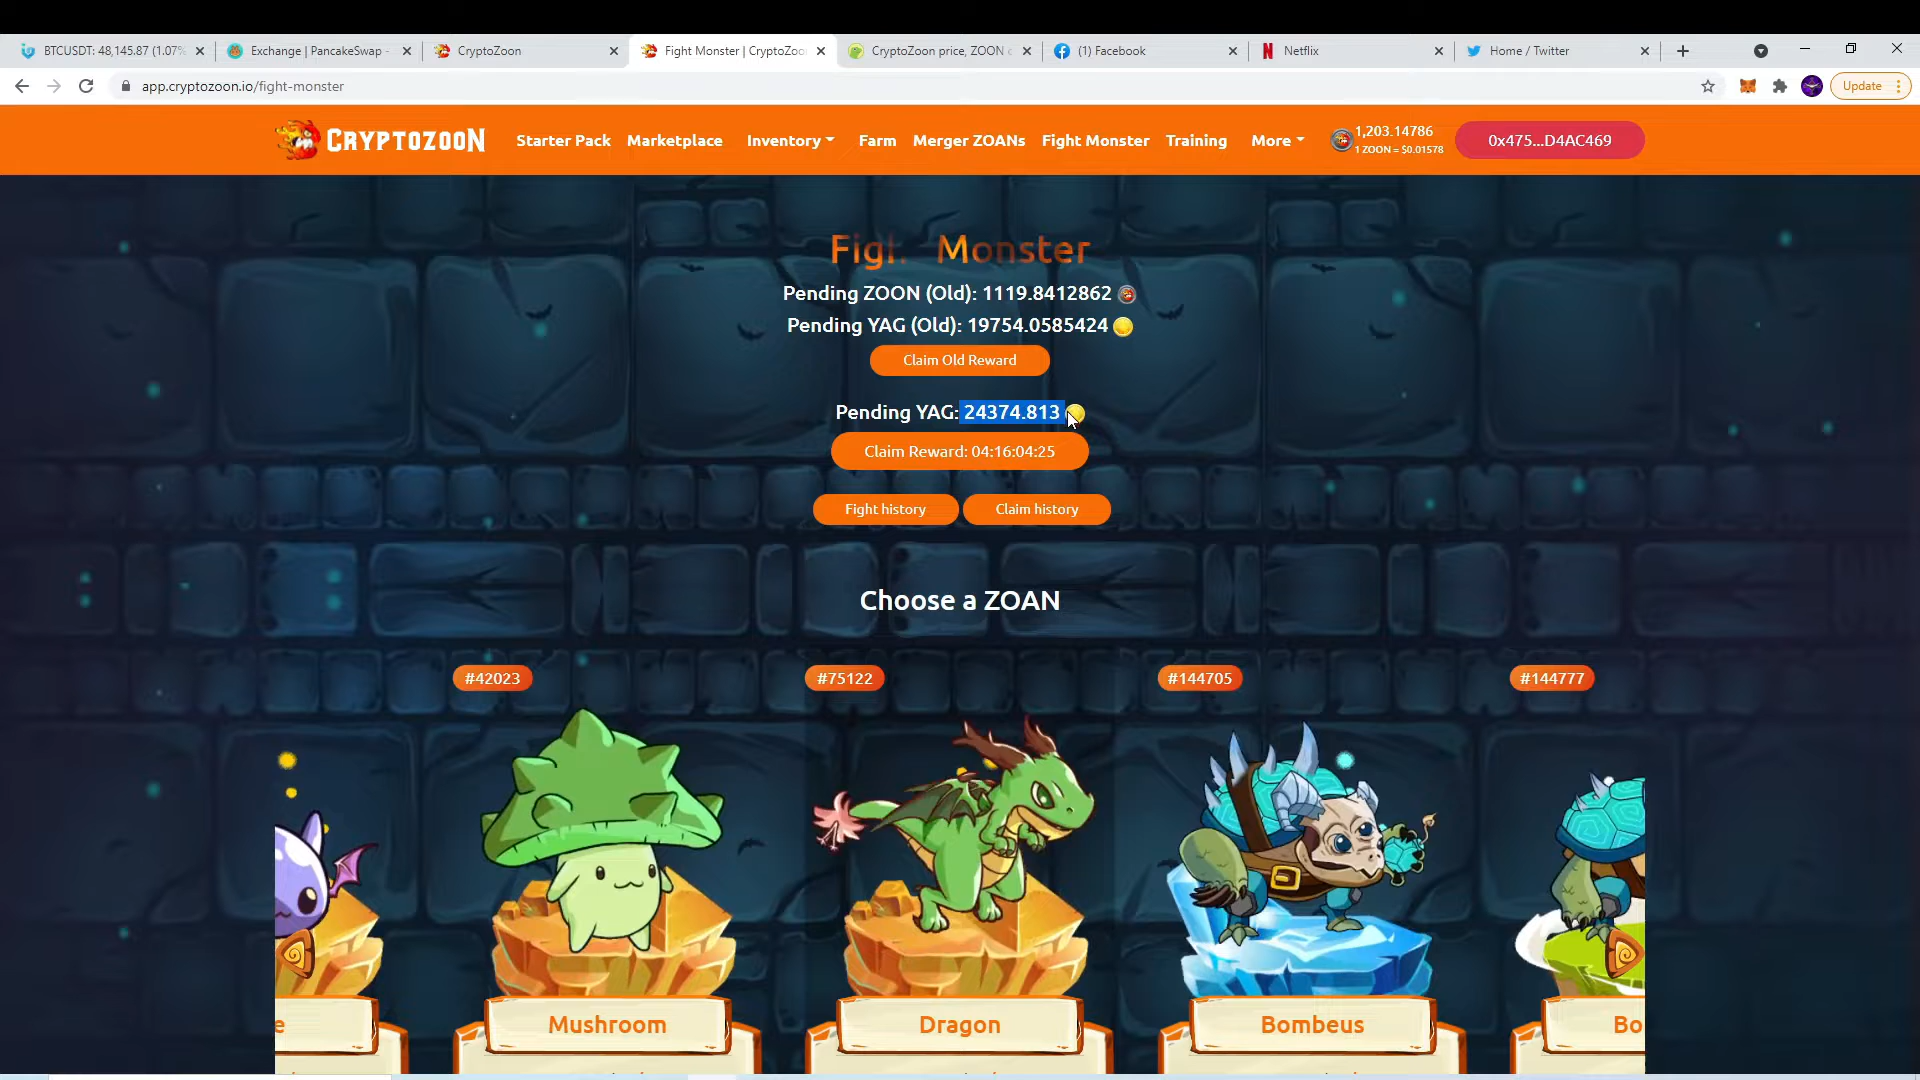 BTCUSDT: 48,145.87 (1.07%
Exchange | PancakeSwap -
CryptoZoon
Fight Monster | CryptoZoo
CryptoZoon price, ZOON c
(1) Facebook
Netflix
Home / Twitter
app.cryptozoon.io/fight-monster
Update
CRYPTOZOON
Starter Pack
Marketplace
Inventory
Farm
Merger ZOANs
Fight Monster
Training
More
1,203.14786
1 ZOON = $0.01578
0x475...D4AC469
Monster
Pending ZOON (Old): 1119.8412862
Pending YAG (Old): 19754.0585424
Claim Old Reward
Pending YAG: 24374.813
Claim Reward: 04:16:04:25
Fight history
Claim history
Choose a ZOAN
#42023
#75122
#144705
#144777
e
Mushroom
Dragon
Bombeus
Bo